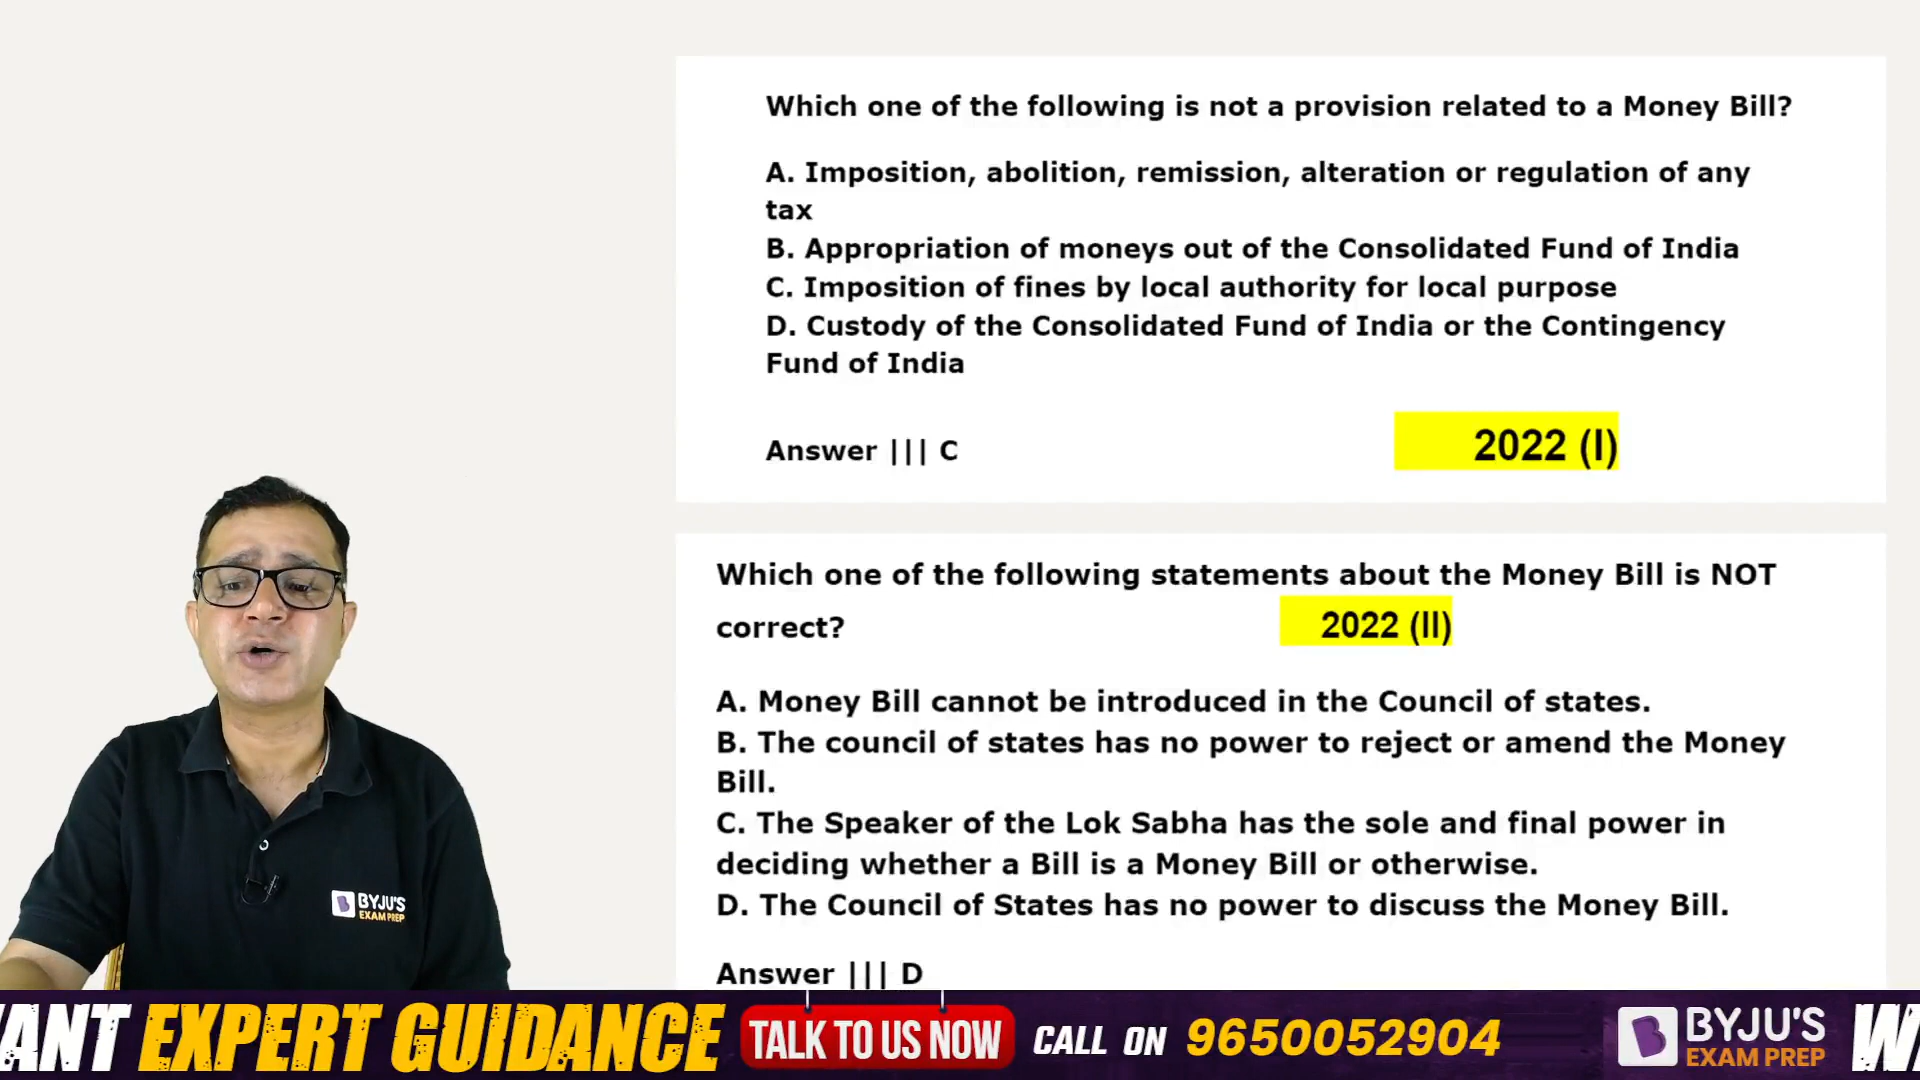 Which one of the following is not a provision related to a Money Bill?
A. Imposition, abolition, remission, alteration or regulation of any
tax
B. Appropriation of moneys out of the Consolidated Fund of India
C. Imposition of fines by local authority for local purpose
D. Custody of the Consolidated Fund of India or the Contingency
Fund of India
Answer ||| C
2022 (I)
Which one of the following statements about the Money Bill is NOT
correct?
2022 (II)
A. Money Bill cannot be introduced in the Council of states.
B. The council of states has no power to reject or amend the Money
Bill.
C. The Speaker of the Lok Sabha has the sole and final power in
deciding whether a Bill is a Money Bill or otherwise.
D. The Council of States has no power to discuss the Money Bill.
Answer ||| D
BYJU'S
EXAM PREP
ANT EXPERT GUIDANCE TALK TO US NOW CALL ON 9650052904
BYJU'S
EXAM PREP